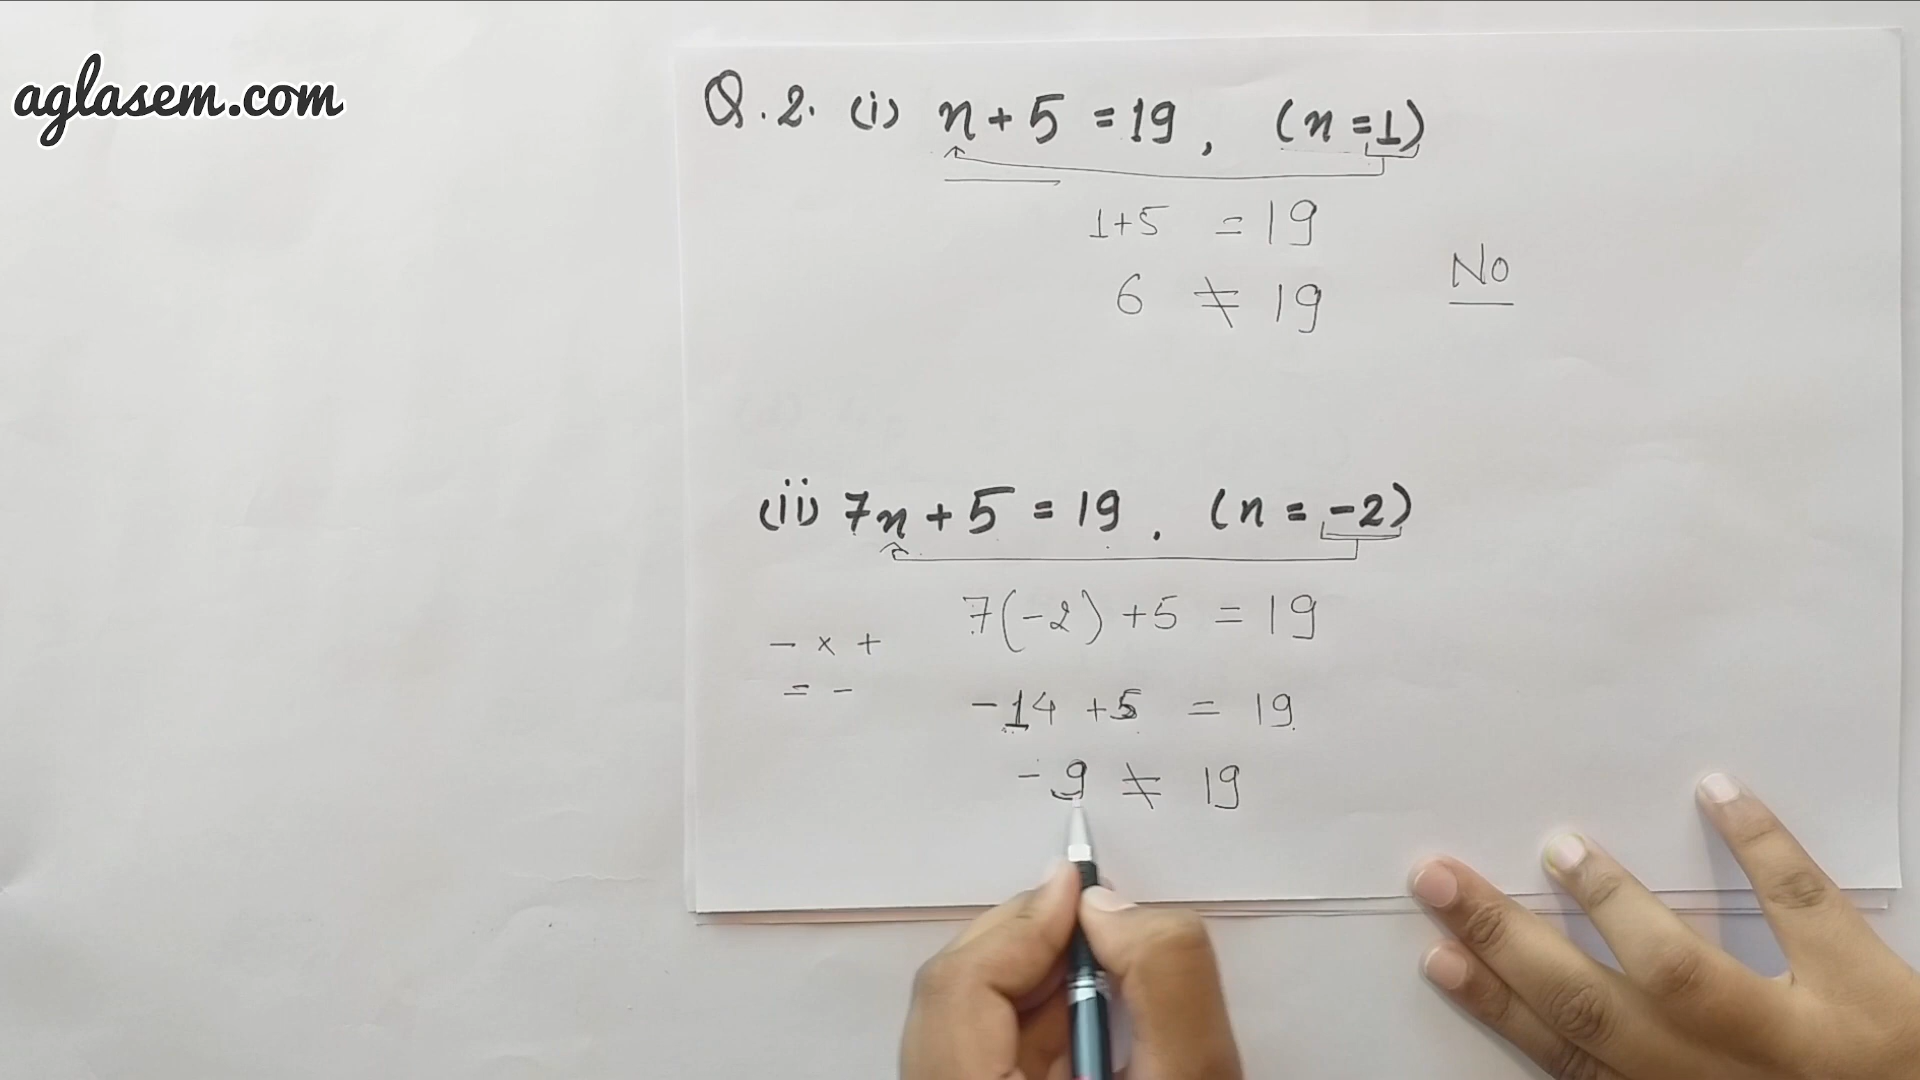 aglasem.com
Q.2. (i) n + 5 = 19, (n = 1)
1+5 = 19
6 ≠ 19
No
(ii) 7n + 5 = 19. (n = -2)
7(-2) +5 = 19
- × +
= -
-14 +5 = 19
-9 ≠ 19